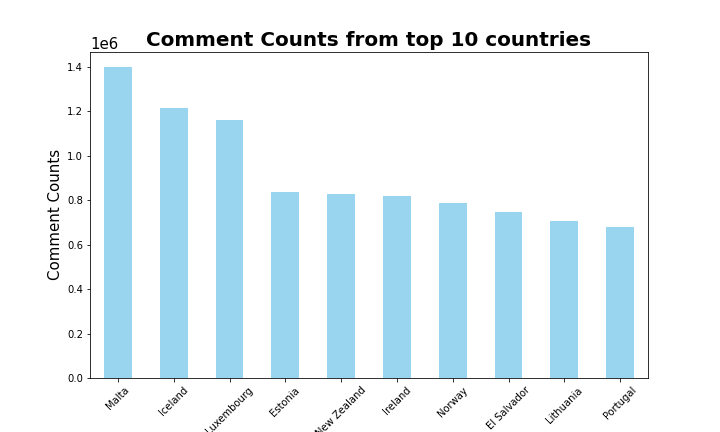 Comment Counts from top 10 countries
1e6
1.4
1.2
1.0
0.8
0.6
0.4
0.2
0.0
Comment Counts
Malta
Iceland
Luxembourg
Estonia
New Zealand
Ireland
Norway
El Salvador
Lithuania
Portugal